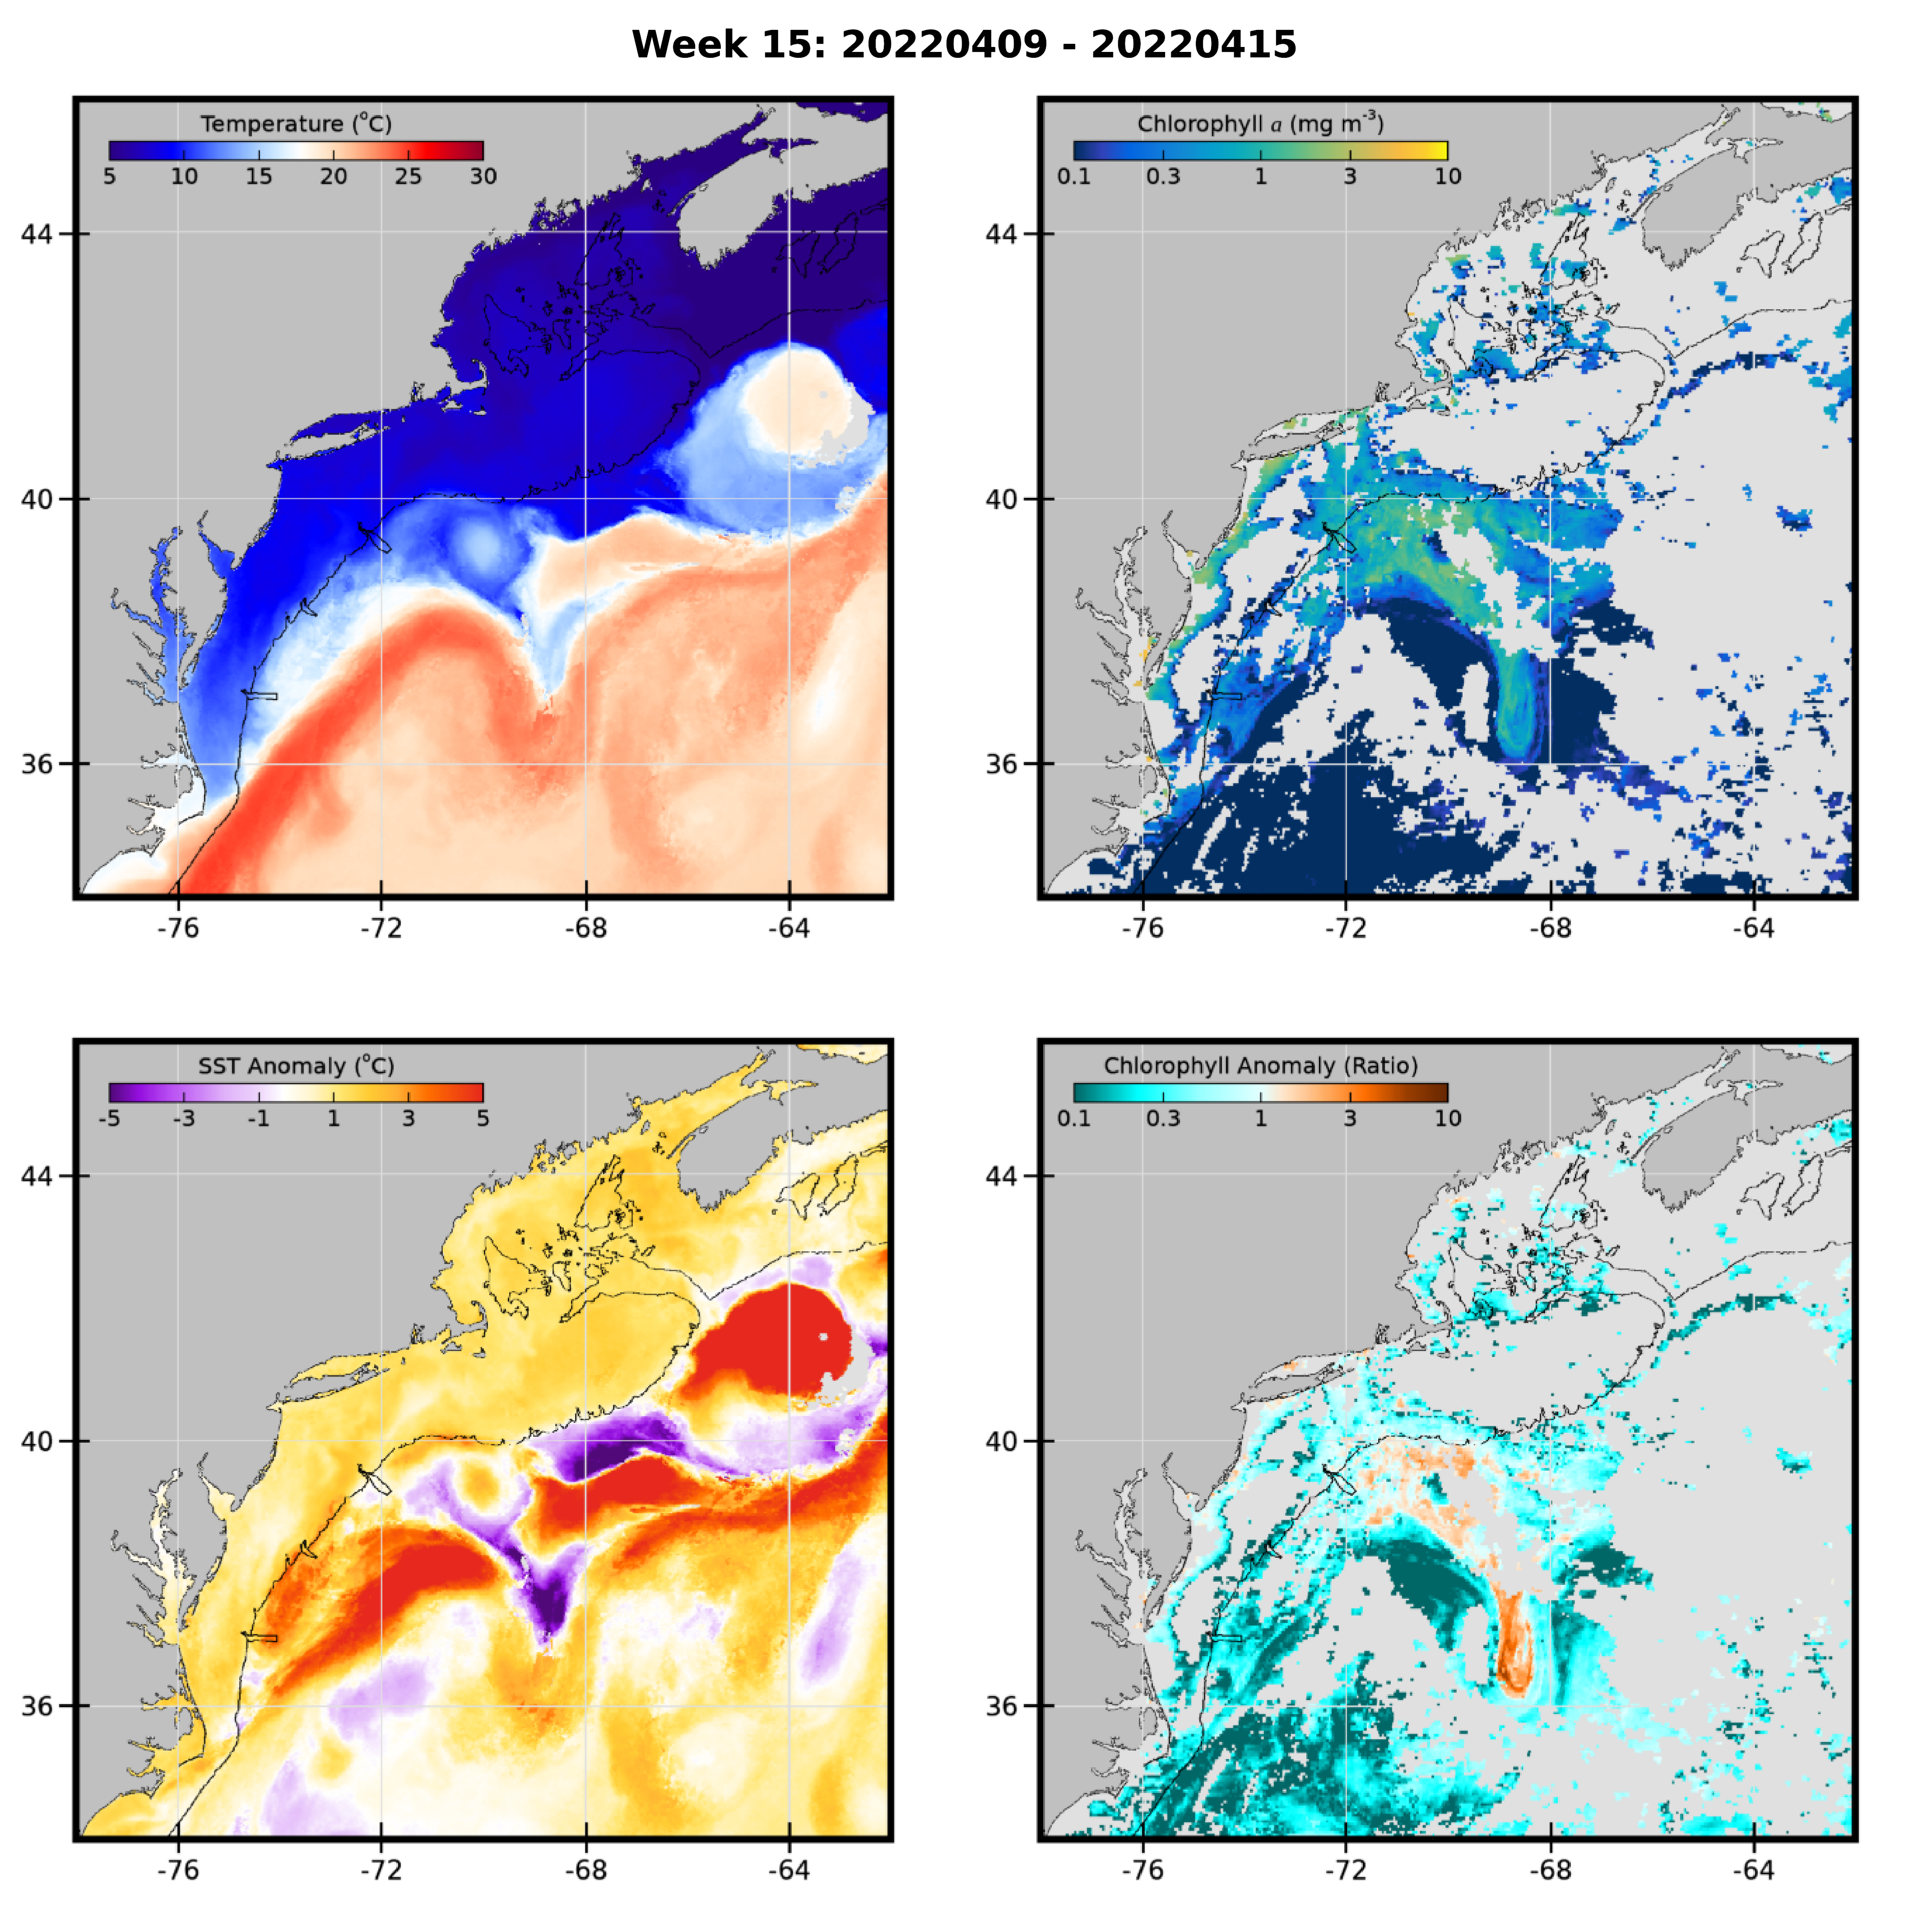 Week 15: 20220409 - 20220415
Temperature (°C)
5 10 15 20 25 30
44
40
36
-76 -72 -68 -64
Chlorophyll a (mg m-3)
0.1 0.3 1 3 10
44
40
36
-76 -72 -68 -64
SST Anomaly (°C)
-5 -3 -1 1 3 5
44
40
36
-76 -72 -68 -64
Chlorophyll Anomaly (Ratio)
0.1 0.3 1 3 10
44
40
36
-76 -72 -68 -64